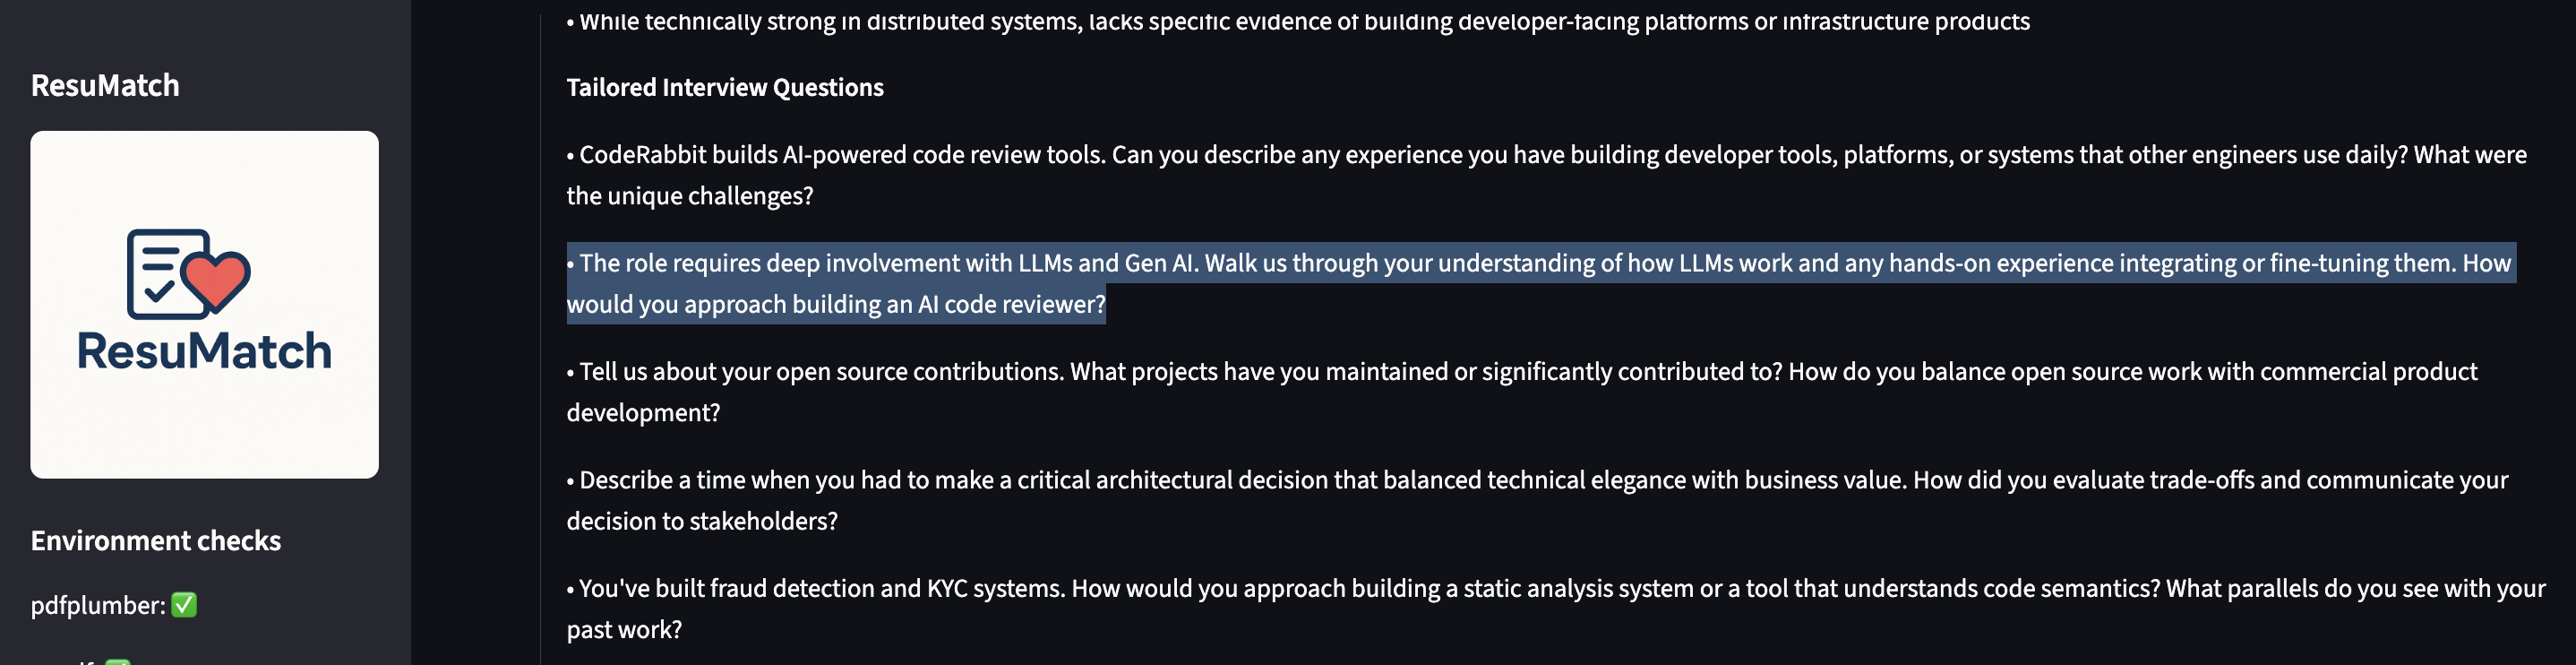 ResuMatch
ResuMatch
Environment checks
pdfplumber: ✅
• While technically strong in distributed systems, lacks specific evidence of building developer-facing platforms or infrastructure products
Tailored Interview Questions
• CodeRabbit builds AI-powered code review tools. Can you describe any experience you have building developer tools, platforms, or systems that other engineers use daily? What were
the unique challenges?
• The role requires deep involvement with LLMs and Gen AI. Walk us through your understanding of how LLMs work and any hands-on experience integrating or fine-tuning them. How
would you approach building an AI code reviewer?
• Tell us about your open source contributions. What projects have you maintained or significantly contributed to? How do you balance open source work with commercial product
development?
• Describe a time when you had to make a critical architectural decision that balanced technical elegance with business value. How did you evaluate trade-offs and communicate your
decision to stakeholders?
• You've built fraud detection and KYC systems. How would you approach building a static analysis system or a tool that understands code semantics? What parallels do you see with your
past work?